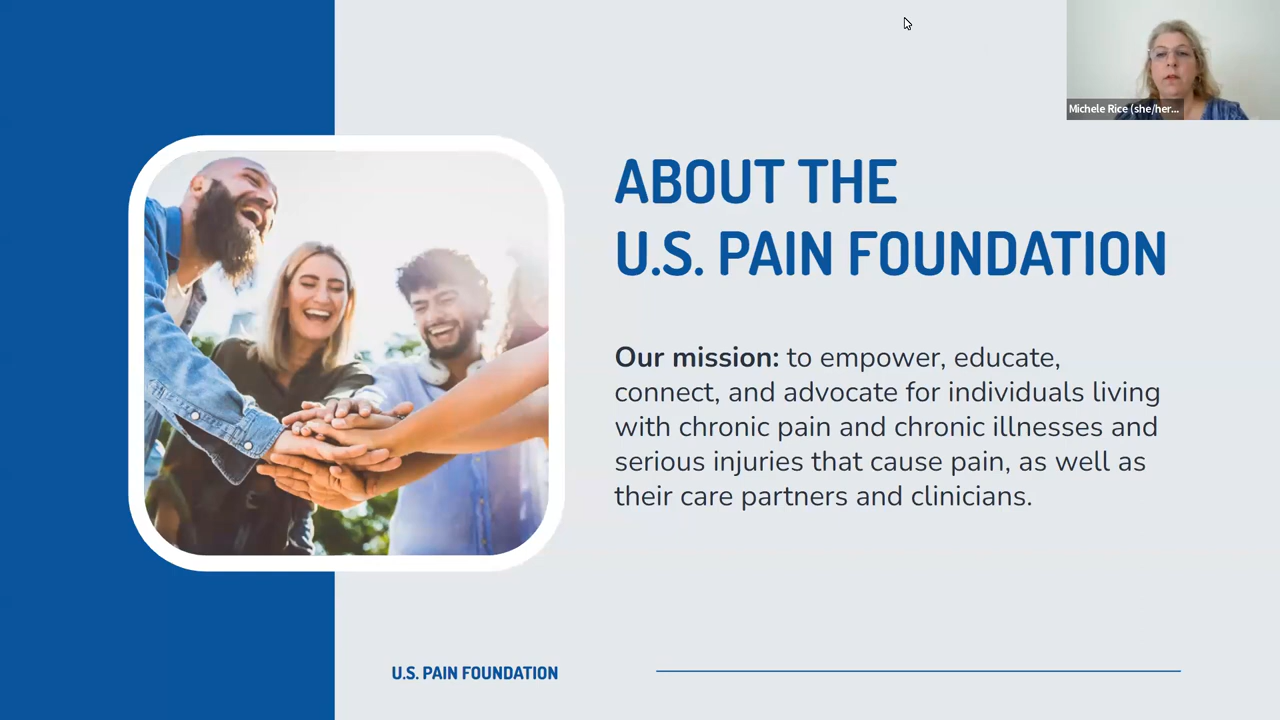 Michele Rice (she/her...
ABOUT THE
U.S. PAIN FOUNDATION
Our mission: to empower, educate,
connect, and advocate for individuals living
with chronic pain and chronic illnesses and
serious injuries that cause pain, as well as
their care partners and clinicians.
U.S. PAIN FOUNDATION